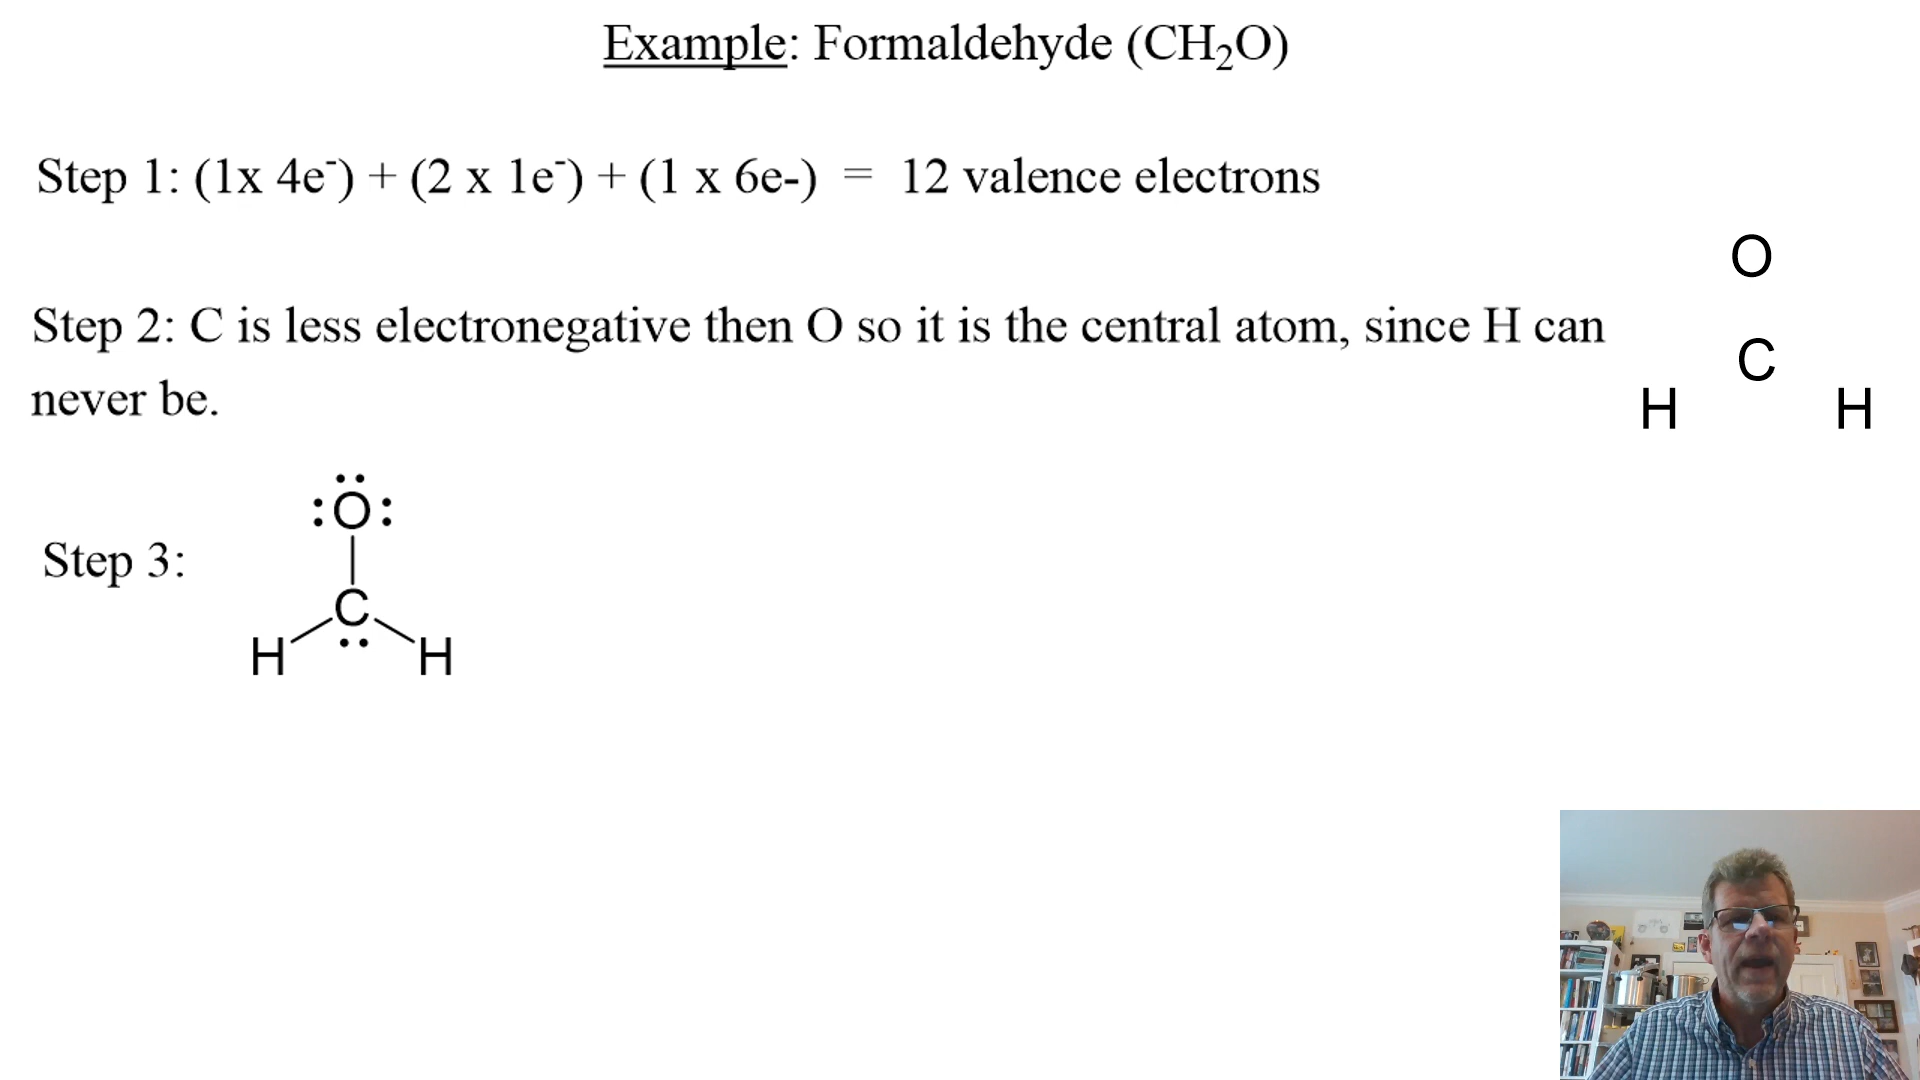 Example: Formaldehyde (CH₂O)
Step 1: (1x 4e⁻) + (2 x 1e⁻) + (1 x 6e-) = 12 valence electrons
Step 2: C is less electronegative then O so it is the central atom, since H can
never be.
O
C
H H
Step 3:
:Ö:
C
H H